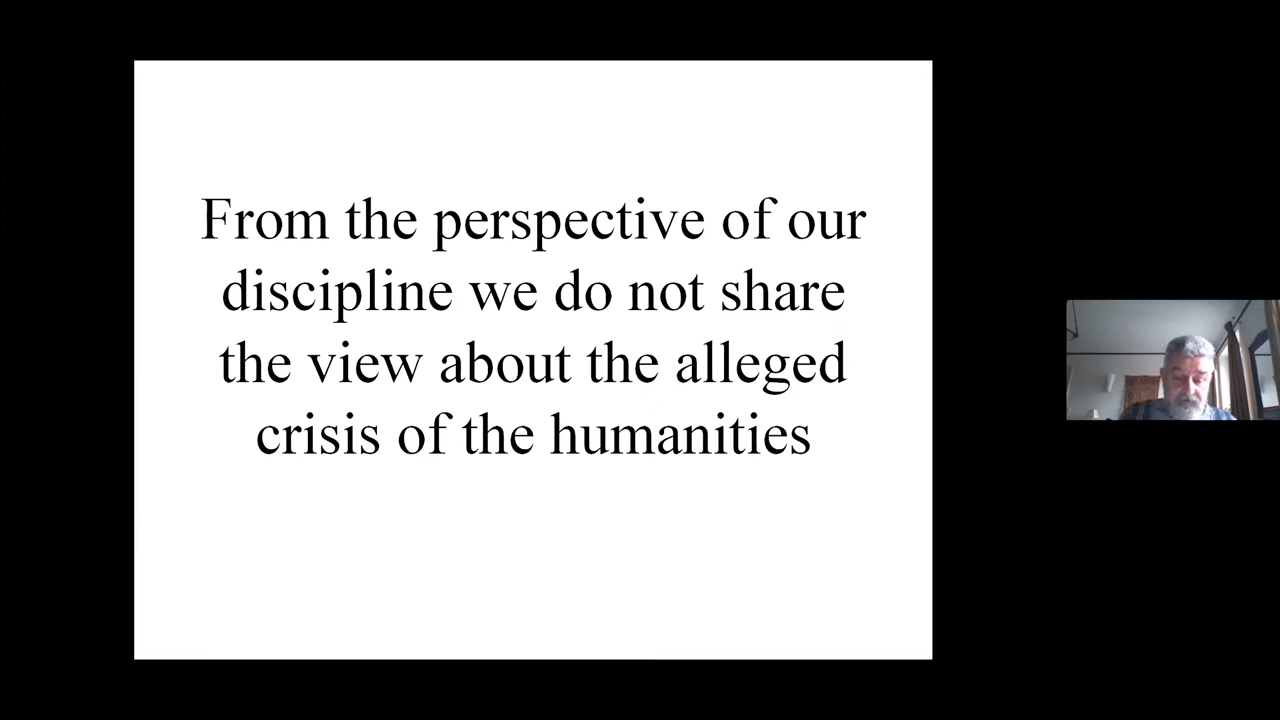 From the perspective of our
discipline we do not share
the view about the alleged
crisis of the humanities